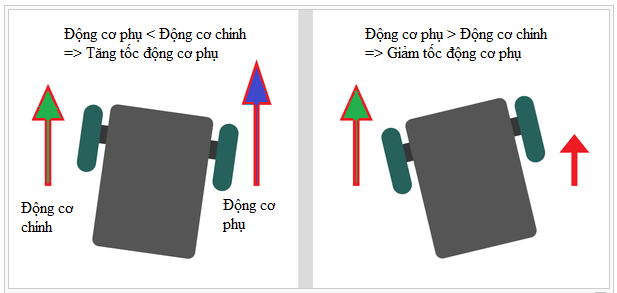 Động cơ phụ < Động cơ chính
=> Tăng tốc động cơ phụ
Động cơ
chính
Động cơ
phụ
Động cơ phụ > Động cơ chính
=> Giảm tốc động cơ phụ